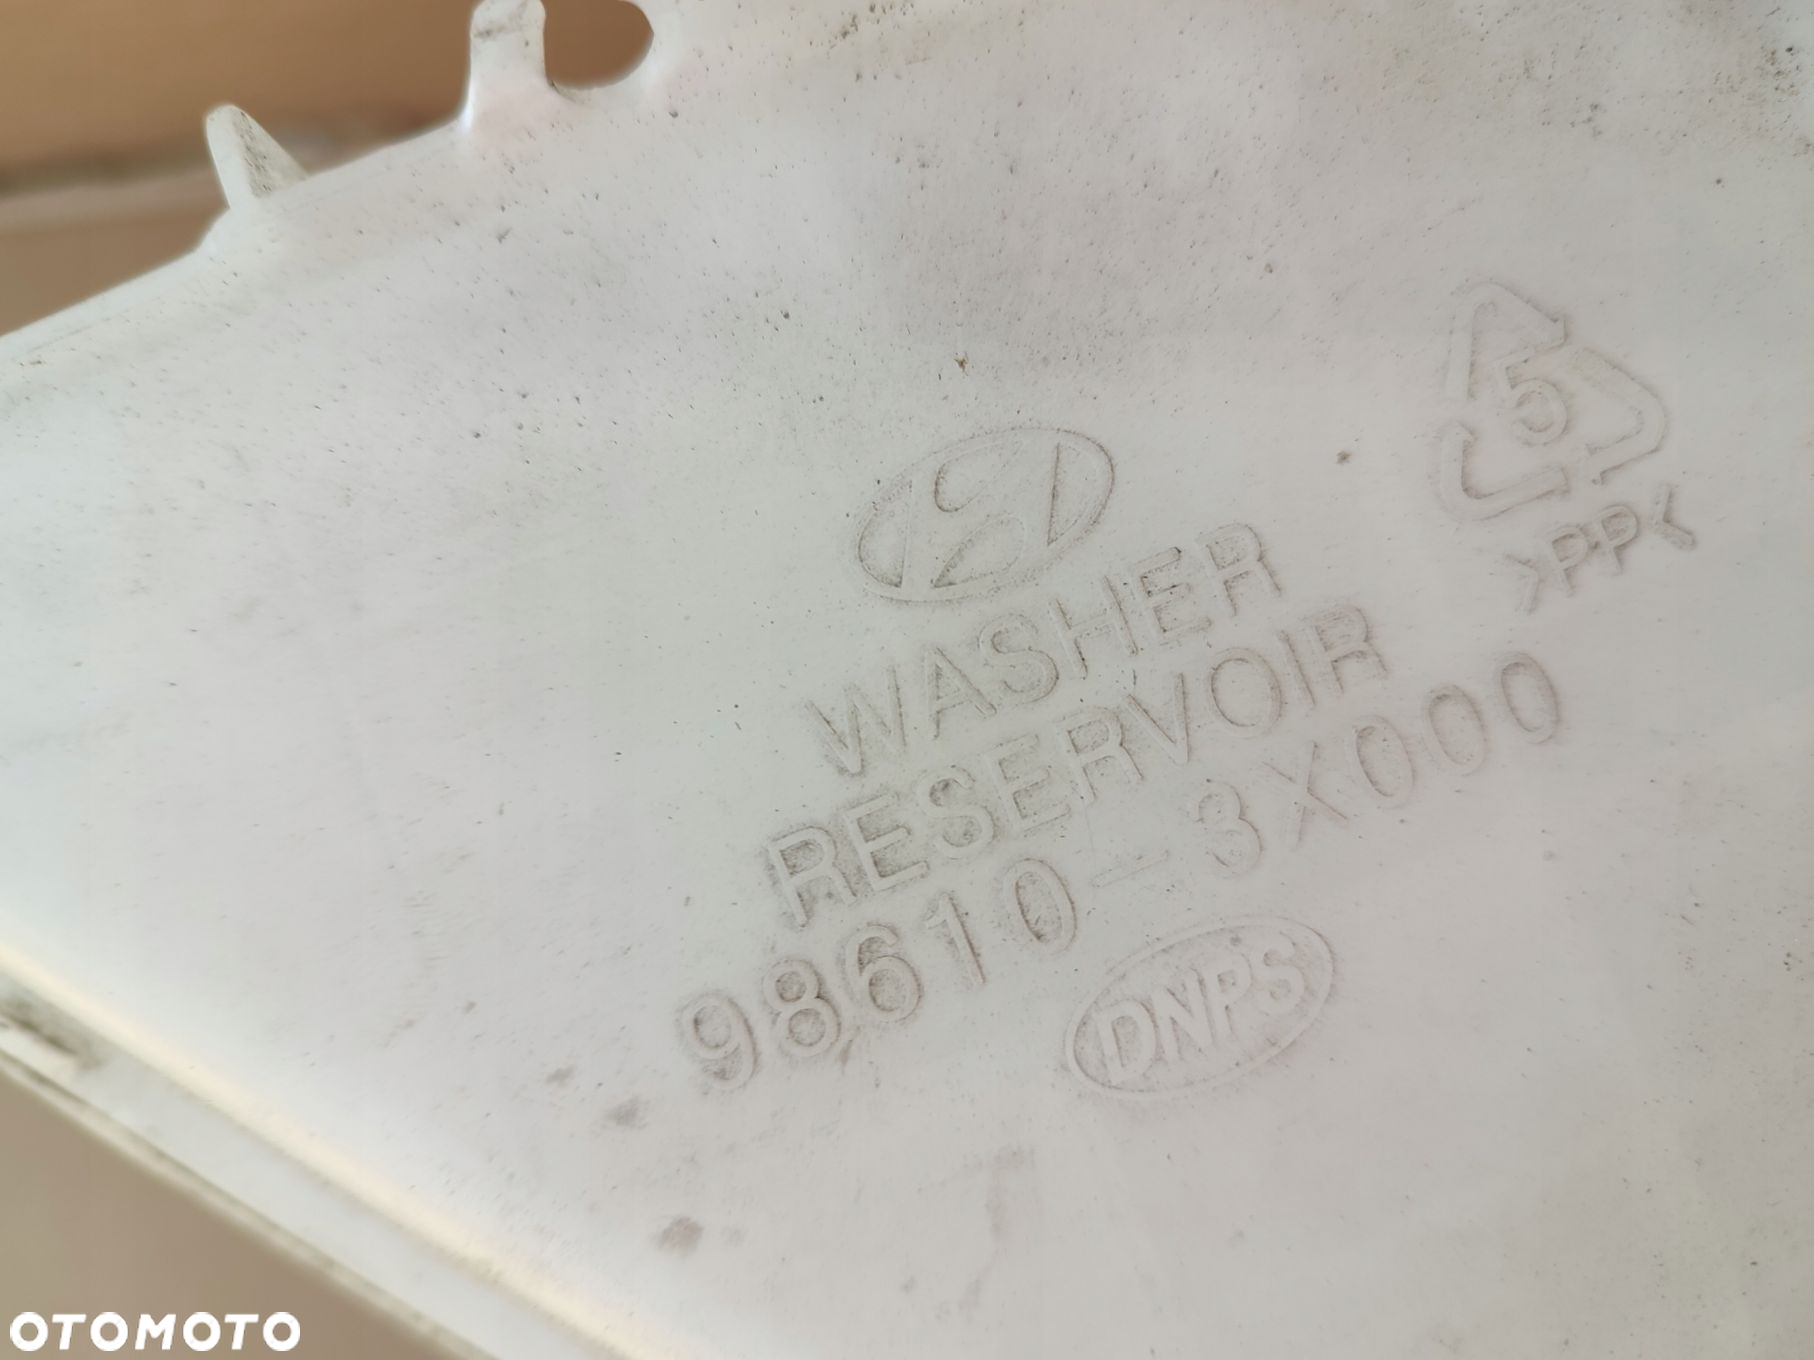 5
>PP<
WASHER
RESERVOIR
98610-3X000
DNPS
OTOMOTO